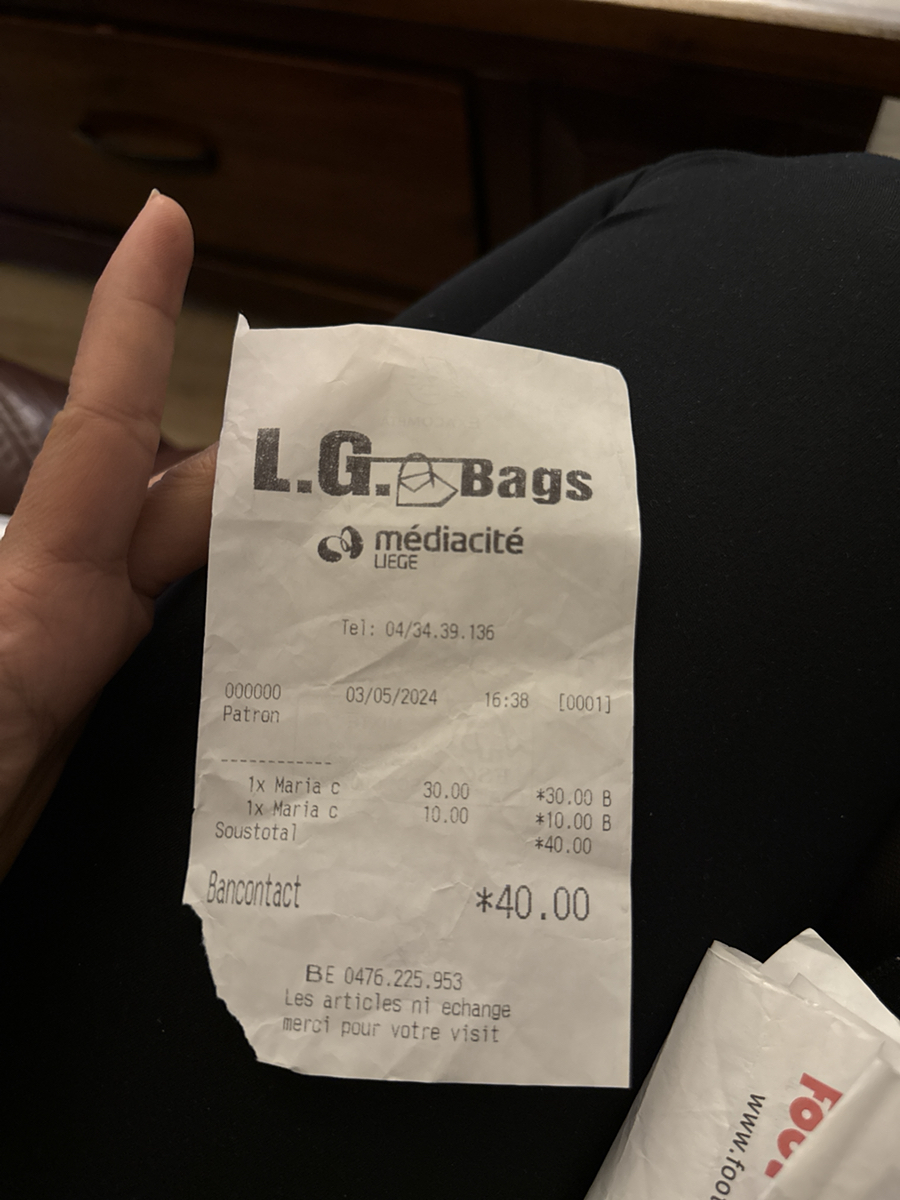 L.G. Bags
médiacité
LIEGE
Tel: 04/34.39.136
000000 03/05/2024 16:38 [0001]
Patron
------------
1x Maria c 30.00 *30.00 B
1x Maria c 10.00 *10.00 B
Soustotal *40.00
Bancontact *40.00
BE 0476.225.953
Les articles ni echange
merci pour votre visit
www.foo